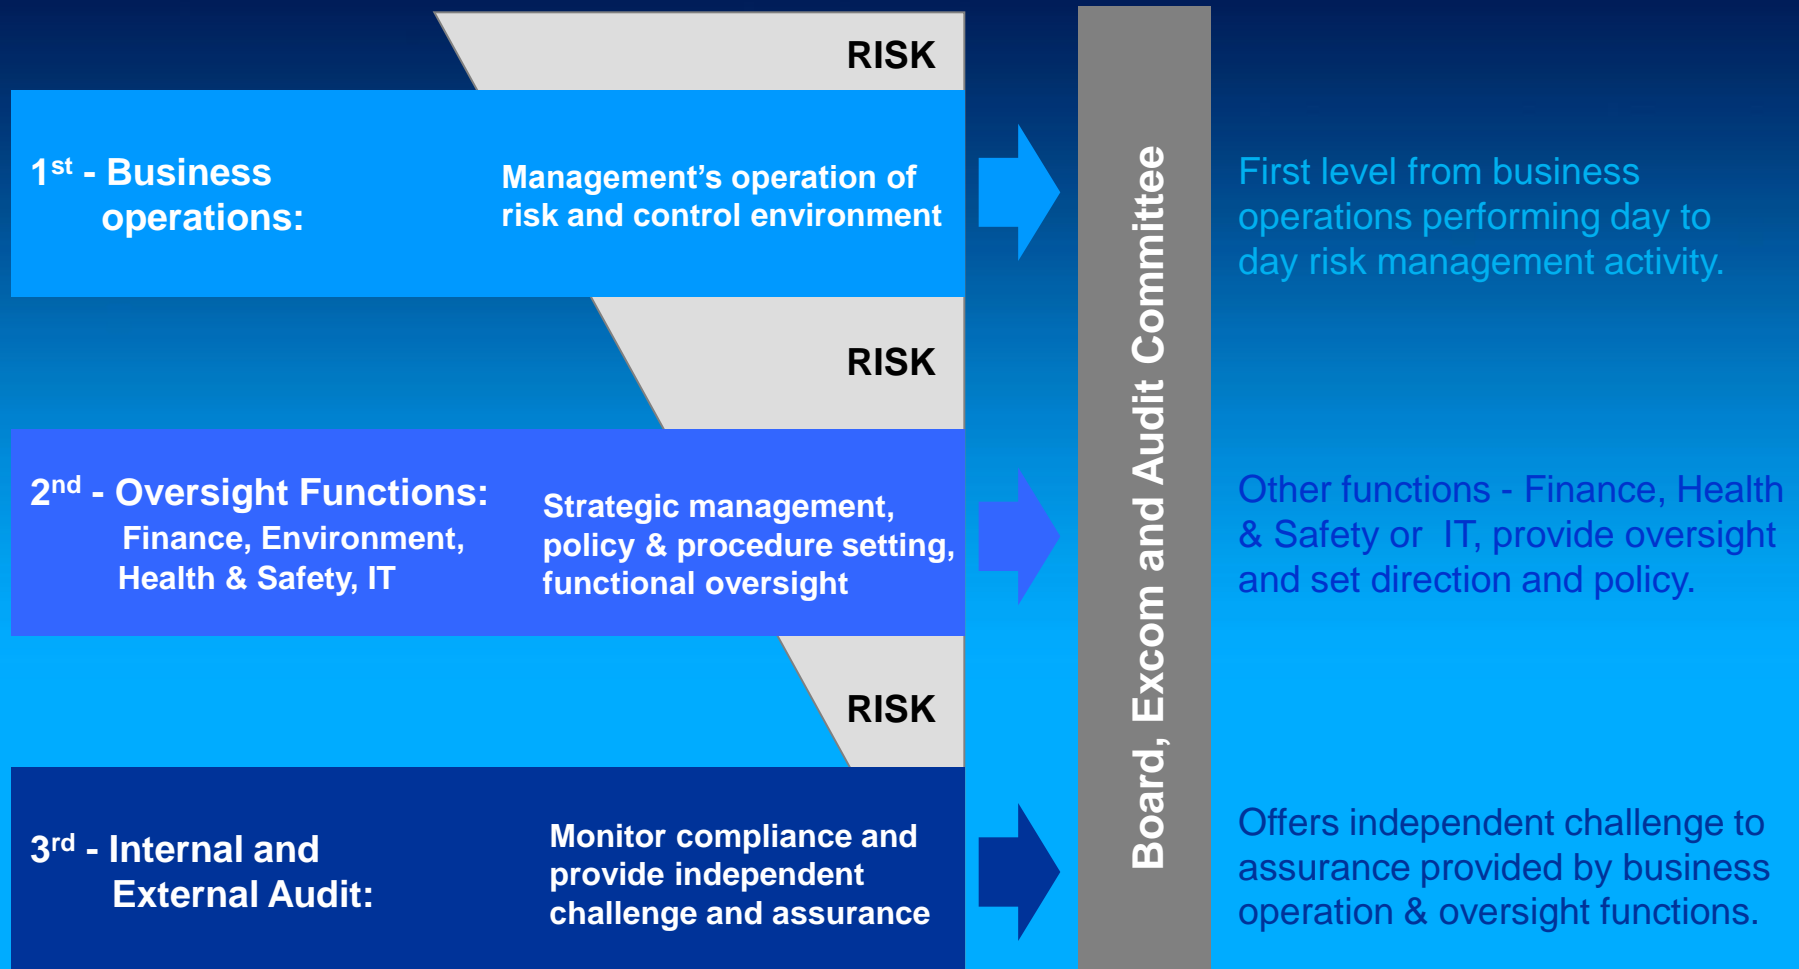 RISK
1st - Business
operations:
Management's operation of
risk and control environment
First level from business
operations performing day to
day risk management activity.
RISK
2nd - Oversight Functions:
Finance, Environment,
Health & Safety, IT
Strategic management,
policy & procedure setting,
functional oversight
Other functions - Finance, Health
& Safety or IT, provide oversight
and set direction and policy.
RISK
3rd - Internal and
External Audit:
Monitor compliance and
provide independent
challenge and assurance
Offers independent challenge to
assurance provided by business
operation & oversight functions.
Board, Excom and Audit Committee